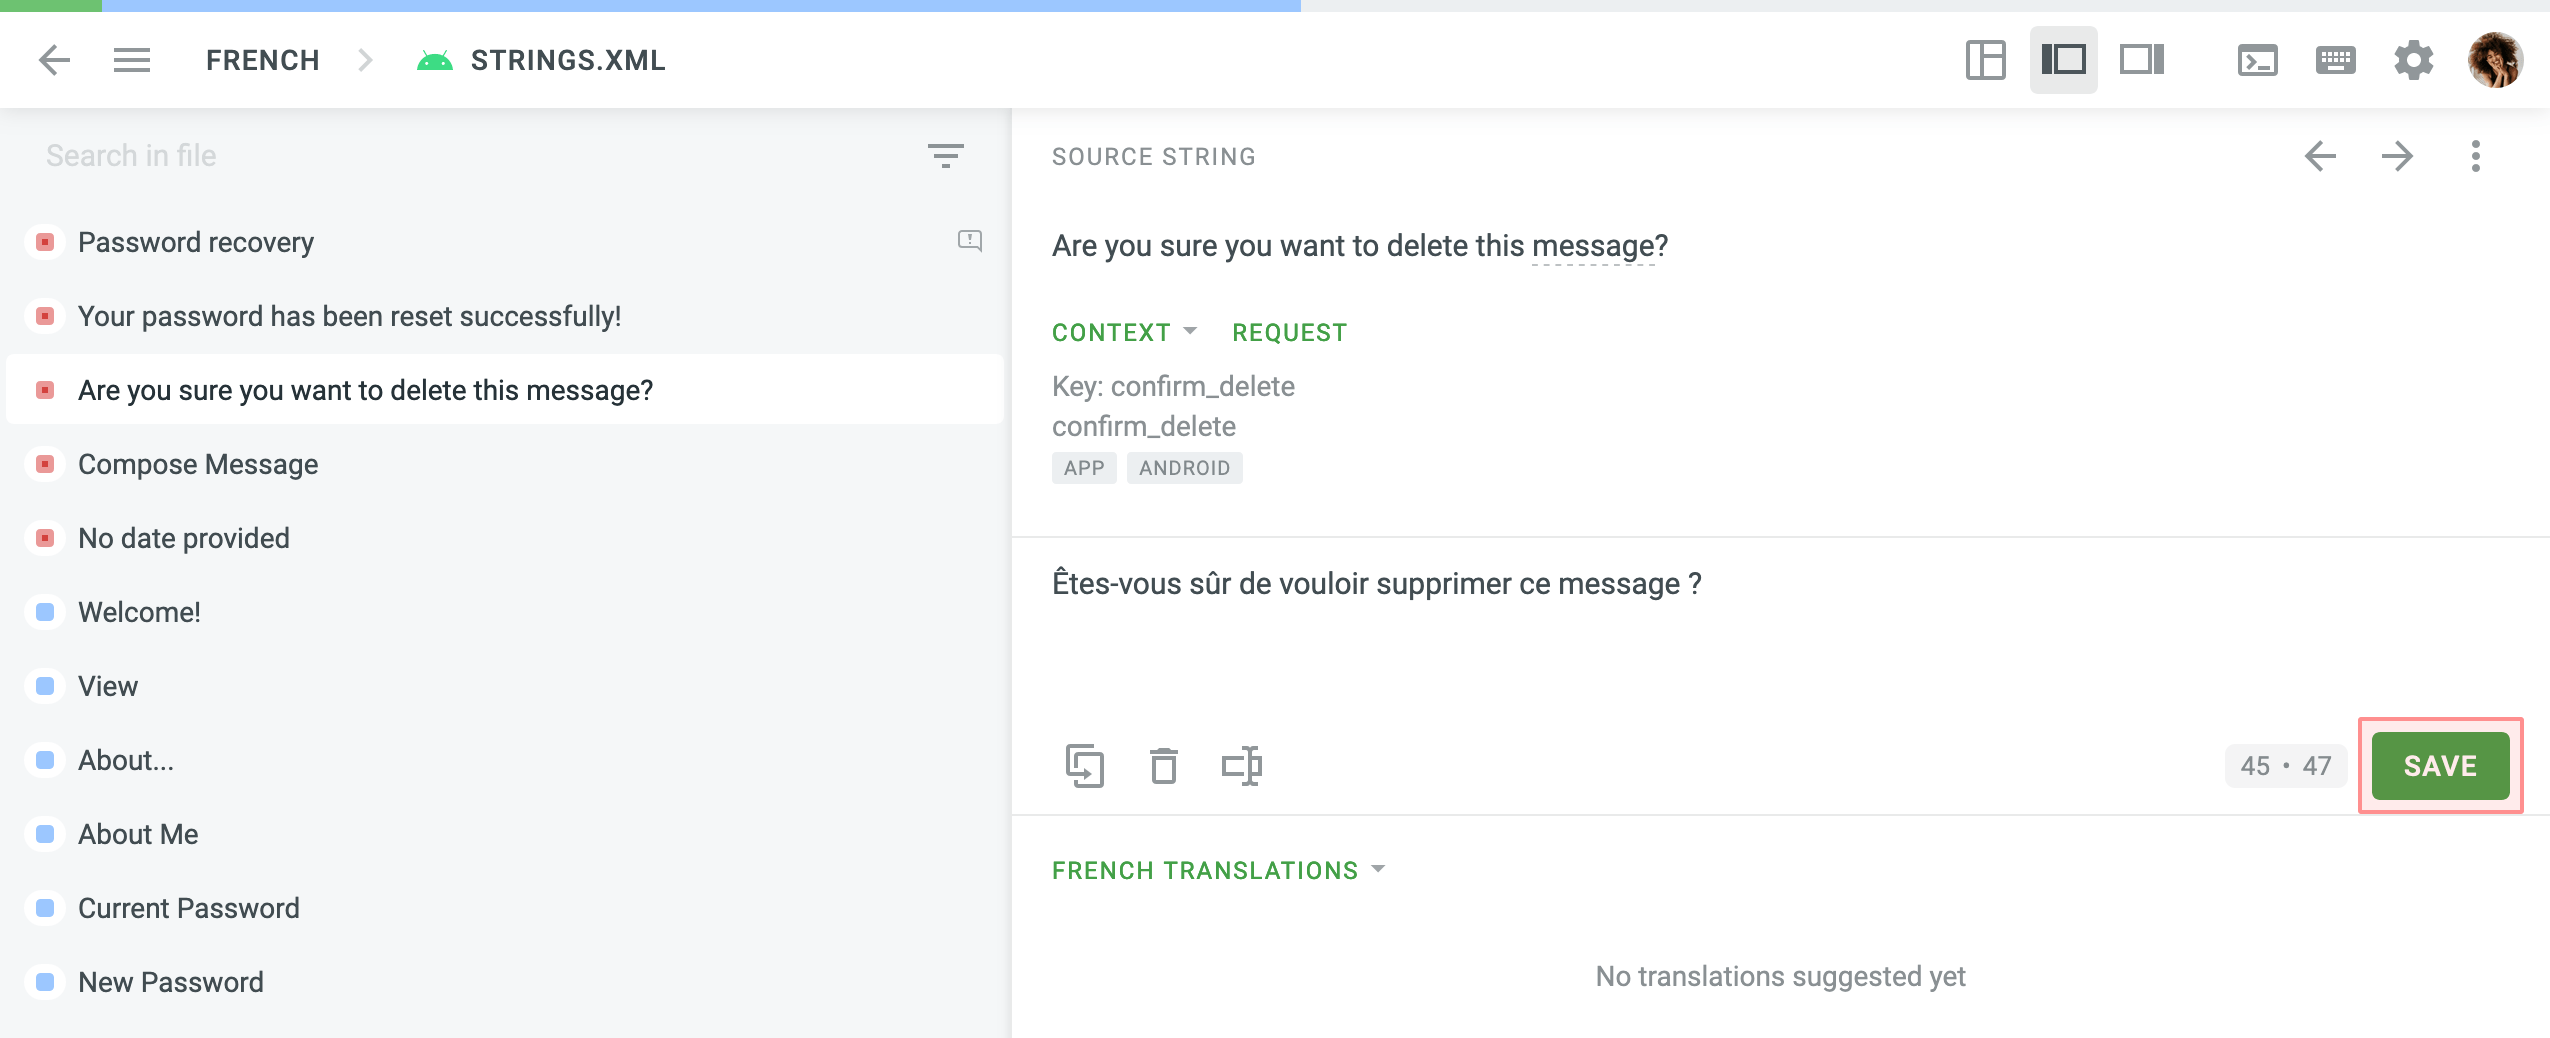 FRENCH
STRINGS.XML
Search in file
Password recovery
Your password has been reset successfully!
Are you sure you want to delete this message?
Compose Message
No date provided
Welcome!
View
About...
About Me
Current Password
New Password
SOURCE STRING
Are you sure you want to delete this message?
CONTEXT REQUEST
Key: confirm_delete
confirm_delete
APP ANDROID
Êtes-vous sûr de vouloir supprimer ce message ?
45 • 47 SAVE
FRENCH TRANSLATIONS
No translations suggested yet